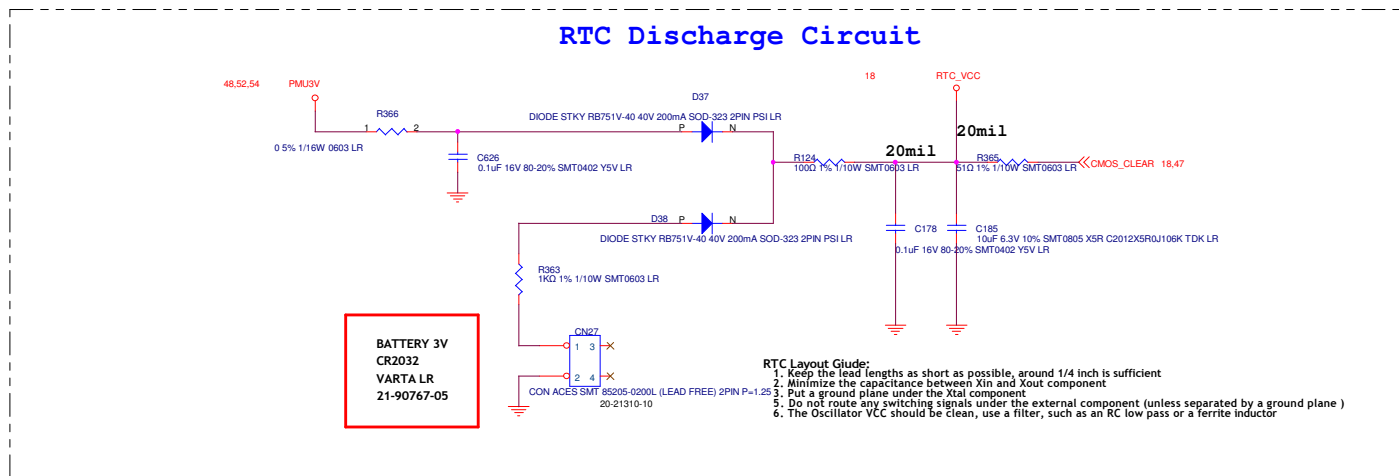 RTC Discharge Circuit
48,52,54 PMU3V
18 RTC_VCC
D37
DIODE STKY RB751V-40 40V 200mA SOD-323 2PIN PSI LR
R366
1 2
P N
0 5% 1/16W 0603 LR
20mil
20mil
C626
0.1uF 16V 80-20% SMT0402 Y5V LR
R124
100Ω 1% 1/10W SMT0603 LR
R365
51Ω 1% 1/10W SMT0603 LR
CMOS_CLEAR 18,47
D38 P N
DIODE STKY RB751V-40 40V 200mA SOD-323 2PIN PSI LR
C178
0.1uF 16V 80-20% SMT0402 Y5V LR
C185
10uF 6.3V 10% SMT0805 X5R C2012X5R0J106K TDK LR
R363
1KΩ 1% 1/10W SMT0603 LR
CN27
1 3
2 4
CON ACES SMT 85205-0200L (LEAD FREE) 2PIN P=1.25
20-21310-10
BATTERY 3V
CR2032
VARTA LR
21-90767-05
RTC Layout Giude:
1. Keep the lead lengths as short as possible, around 1/4 inch is sufficient
2. Minimize the capacitance between Xin and Xout component
3. Put a ground plane under the Xtal component
5. Do not route any switching signals under the external component (unless separated by a ground plane )
6. The Oscillator VCC should be clean, use a filter, such as an RC low pass or a ferrite inductor